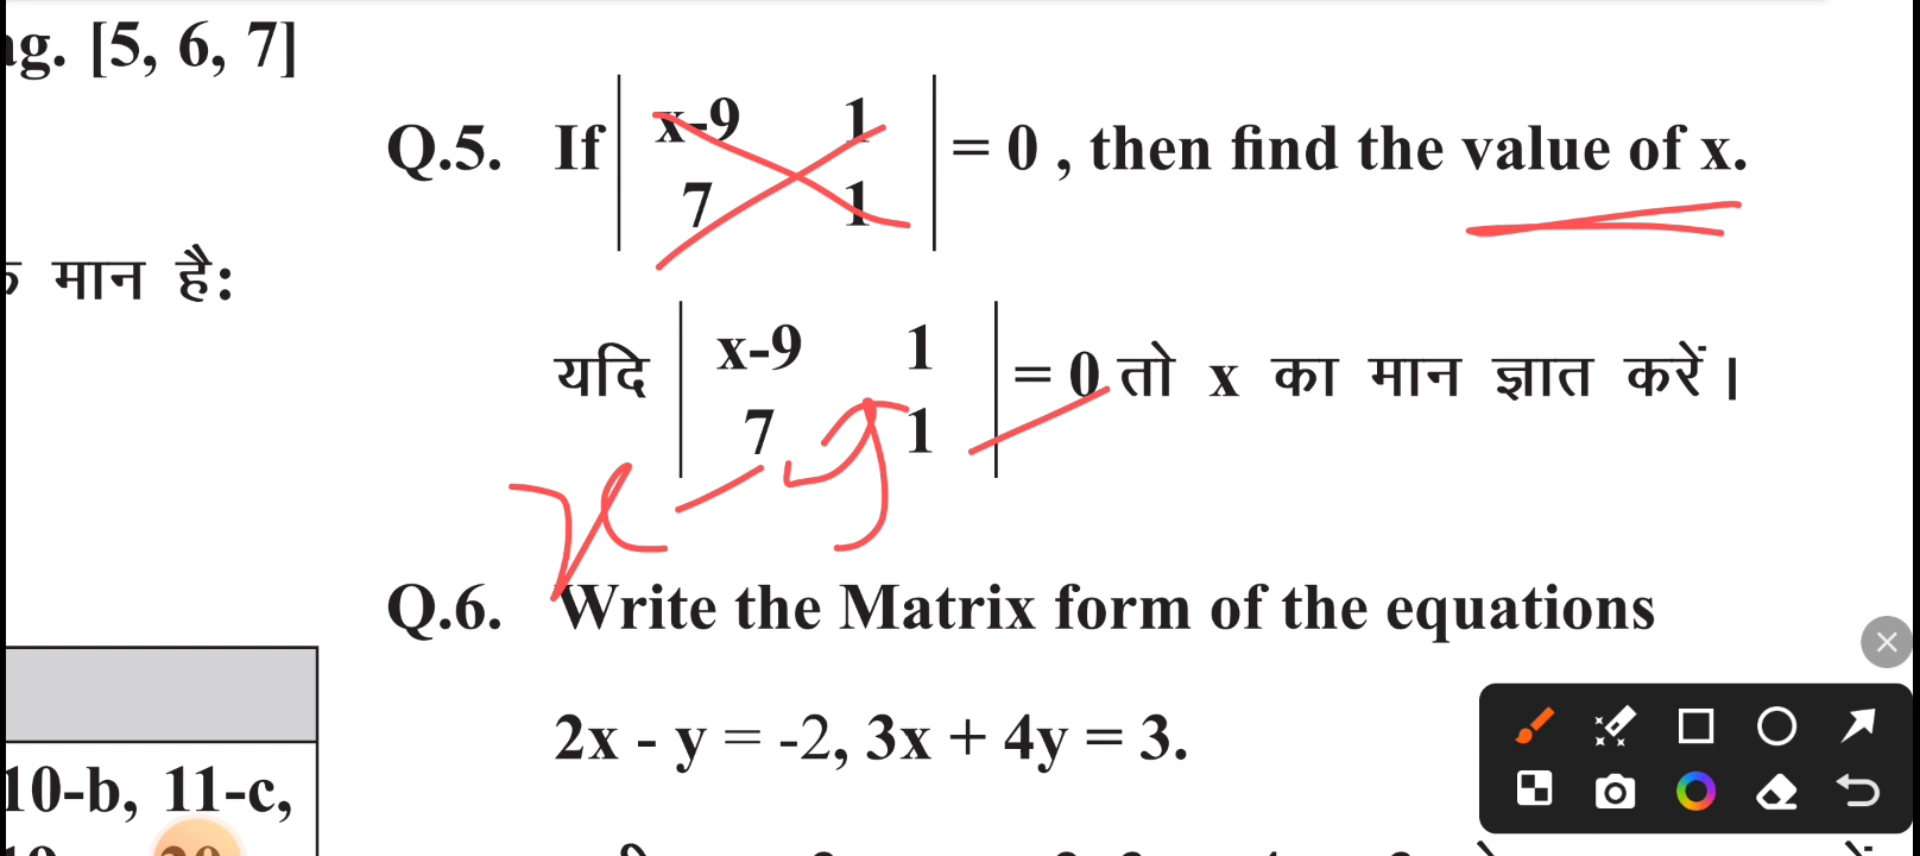 g. [5, 6, 7]
Q.5. If | x-9 1 | = 0 , then find the value of x.
7 1
मान है:
यदि | x-9 1 | = 0 तो x का मान ज्ञात करें।
7 1
x - 9
Q.6. Write the Matrix form of the equations
2x - y = -2, 3x + 4y = 3.
10-b, 11-c,